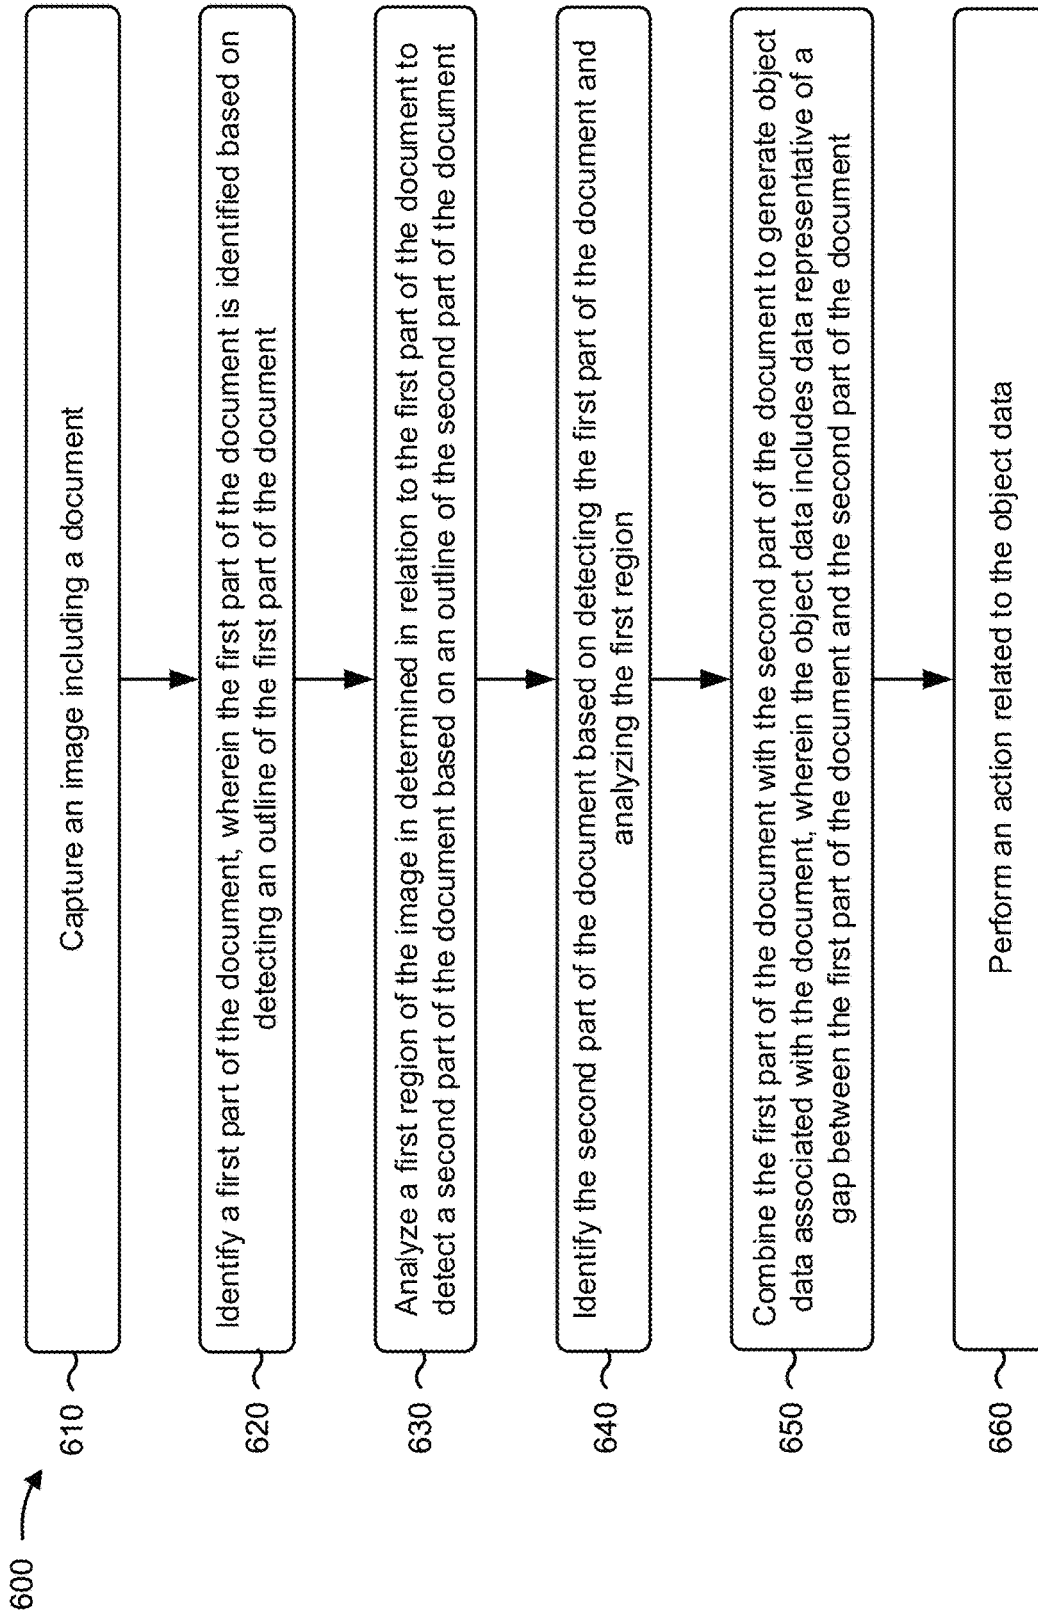 600
610
Capture an image including a document
620
Identify a first part of the document, wherein the first part of the document is identified based on
detecting an outline of the first part of the document
630
Analyze a first region of the image in determined in relation to the first part of the document to
detect a second part of the document based on an outline of the second part of the document
640
Identify the second part of the document based on detecting the first part of the document and
analyzing the first region
650
Combine the first part of the document with the second part of the document to generate object
data associated with the document, wherein the object data includes data representative of a
gap between the first part of the document and the second part of the document
660
Perform an action related to the object data